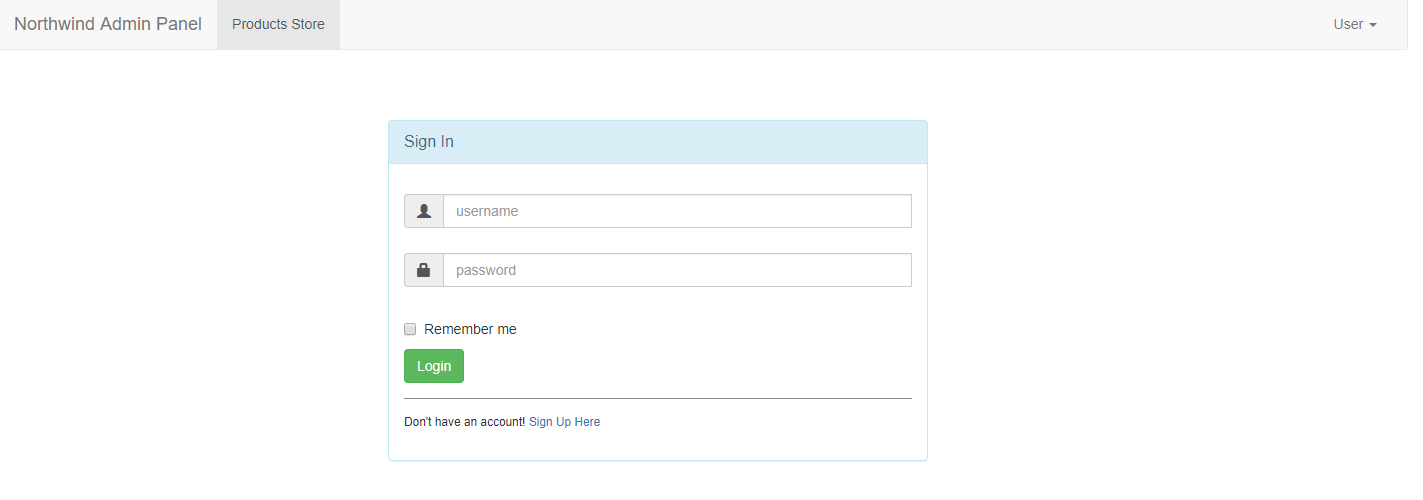 Northwind Admin Panel Products Store User
Sign In
username
password
Remember me
Login
Don't have an account! Sign Up Here